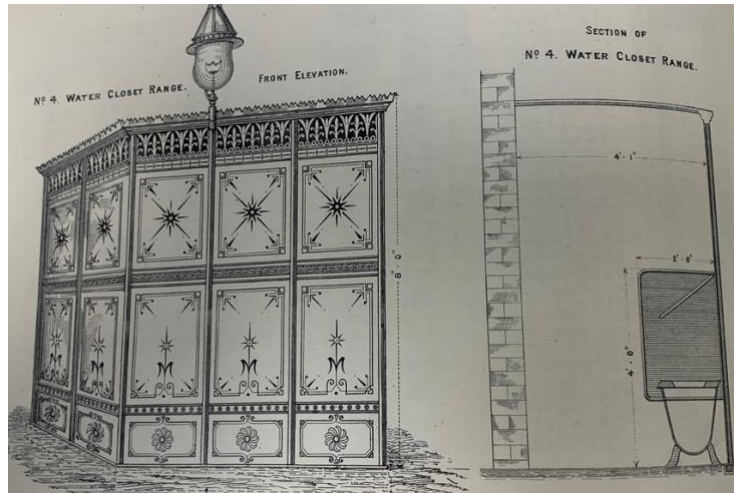 Nº 4. WATER CLOSET RANGE.
FRONT ELEVATION.
8'. 0"
SECTION OF
Nº 4. WATER CLOSET RANGE.
4'. 1"
2'. 0"
4'. 0"